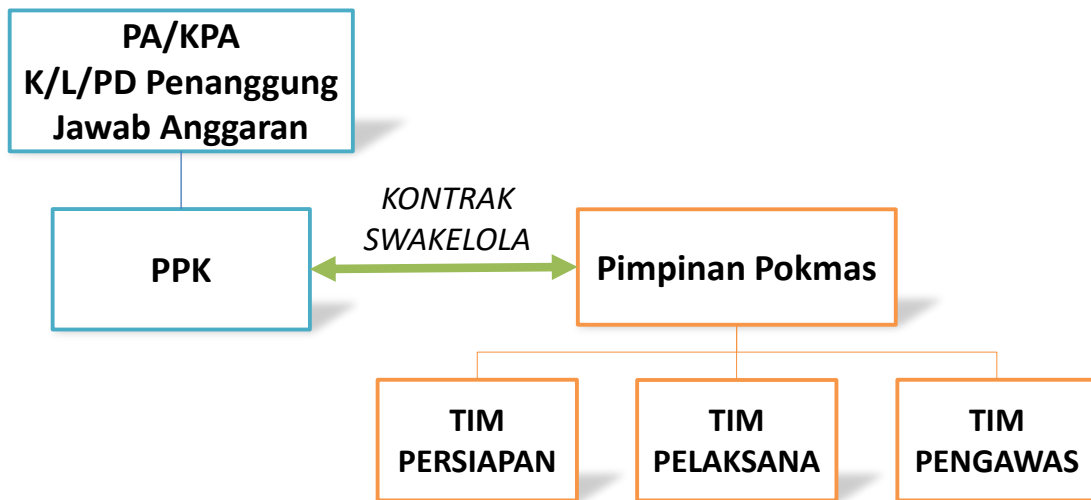 PA/KPA
K/L/PD Penanggung
Jawab Anggaran
KONTRAK
SWAKELOLA
PPK
Pimpinan Pokmas
TIM
PERSIAPAN
TIM
PELAKSANA
TIM
PENGAWAS